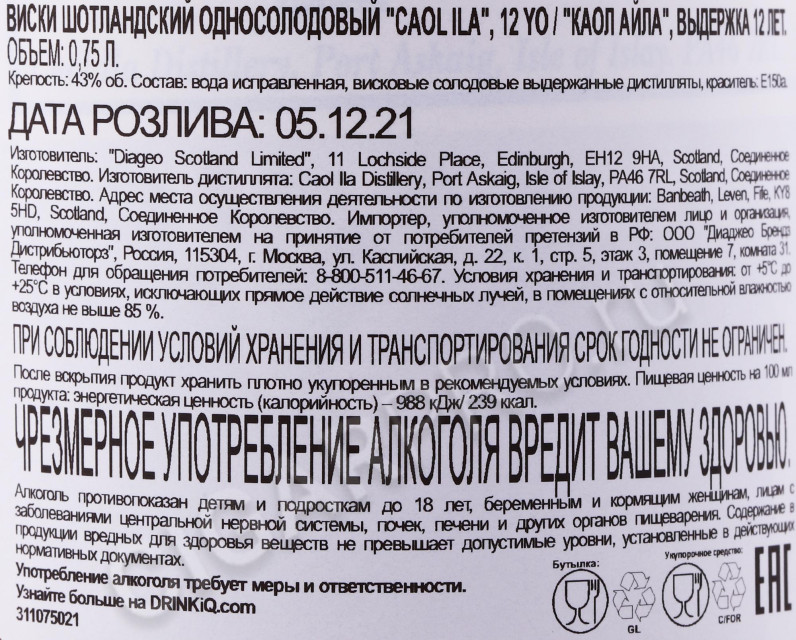 ВИСКИ ШОТЛАНДСКИЙ ОДНОСОЛОДОВЫЙ "CAOL ILA", 12 YO / "КАОЛ АЙЛА", ВЫДЕРЖКА 12 ЛЕТ.
ОБЪЕМ: 0,75 Л.
Крепость: 43% об. Состав: вода исправленная, висковые солодовые выдержанные дистилляты, краситель: E150a.
ДАТА РОЗЛИВА: 05.12.21
Изготовитель: "Diageo Scotland Limited", 11 Lochside Place, Edinburgh, EH12 9HA, Scotland, Соединенное
Королевство. Изготовитель дистиллята: Caol Ila Distillery, Port Askaig, Isle of Islay, PA46 7RL, Scotland, Соединенное
Королевство. Адрес места осуществления деятельности по изготовлению продукции: Banbeath, Leven, Fife, KY8
5HD, Scotland, Соединенное Королевство. Импортер, уполномоченное изготовителем лицо и организация,
уполномоченная изготовителем на принятие от потребителей претензий в РФ: ООО "Диаджео Брендз
Дистрибьюторз", Россия, 115304, г. Москва, ул. Каспийская, д. 22, к. 1, стр. 5, этаж 3, помещение 7, комната 31.
Телефон для обращения потребителей: 8-800-511-46-67. Условия хранения и транспортирования: от +5°C до
+25°C в условиях, исключающих прямое действие солнечных лучей, в помещениях с относительной влажностью
воздуха не выше 85 %.
ПРИ СОБЛЮДЕНИИ УСЛОВИЙ ХРАНЕНИЯ И ТРАНСПОРТИРОВАНИЯ СРОК ГОДНОСТИ НЕ ОГРАНИЧЕН.
После вскрытия продукт хранить плотно укупоренным в рекомендуемых условиях. Пищевая ценность на 100 мл
продукта: энергетическая ценность (калорийность) – 988 кДж/ 239 ккал.
ЧРЕЗМЕРНОЕ УПОТРЕБЛЕНИЕ АЛКОГОЛЯ ВРЕДИТ ВАШЕМУ ЗДОРОВЬЮ.
Алкоголь противопоказан детям и подросткам до 18 лет, беременным и кормящим женщинам, лицам с
заболеваниями центральной нервной системы, почек, печени и других органов пищеварения. Содержание в
продукции вредных для здоровья веществ не превышает допустимые уровни, установленные в действующих
нормативных документах.
Употребление алкоголя требует меры и ответственности.
Узнайте больше на DRINKiQ.com
311075021
Бутылка:
GL
Укупорочное средство:
C/FOR
EAC